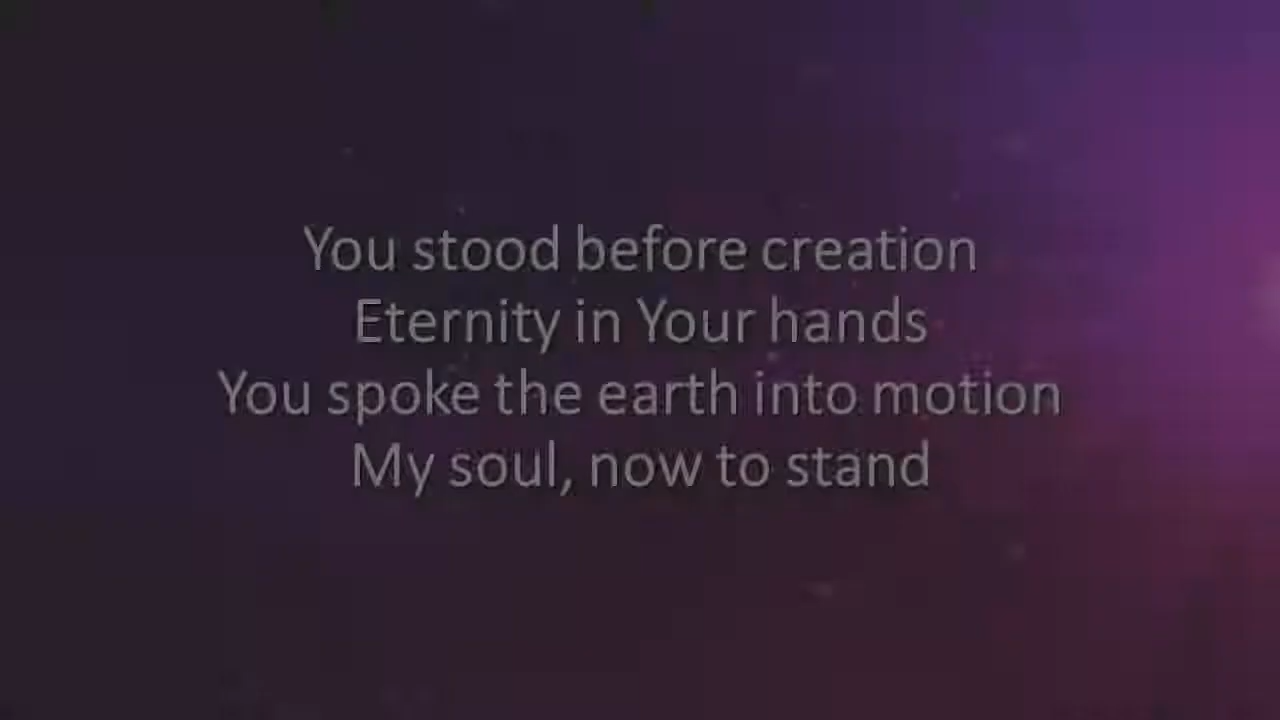 You stood before creation
Eternity in Your hands
You spoke the earth into motion
My soul, now to stand